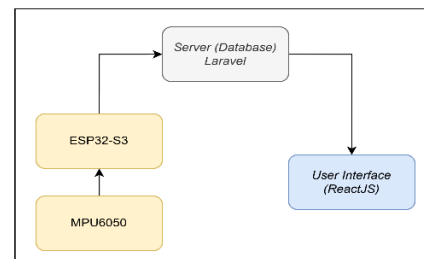 Server (Database)
Laravel
ESP32-S3
MPU6050
User Interface
(ReactJS)